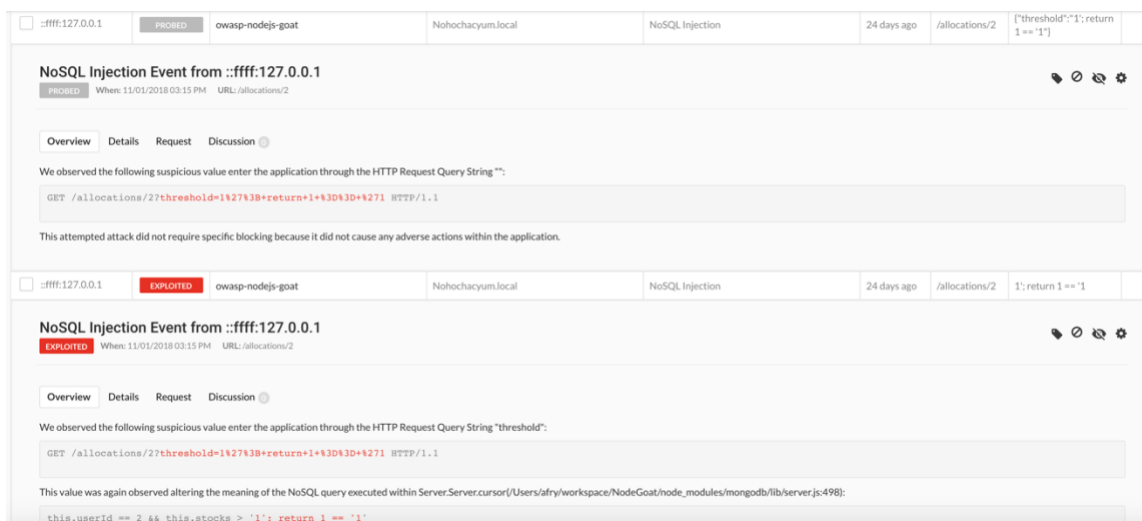 ::ffff:127.0.0.1 PROBED owasp-nodejs-goat Nohochacyum.local NoSQL Injection 24 days ago /allocations/2 {"threshold":"1'; return
1 == '1"}
NoSQL Injection Event from ::ffff:127.0.0.1
PROBED When: 11/01/2018 03:15 PM URL: /allocations/2
Overview Details Request Discussion 0
We observed the following suspicious value enter the application through the HTTP Request Query String "":
GET /allocations/2?threshold=1%27%3B+return+1+%3D%3D+%271 HTTP/1.1
This attempted attack did not require specific blocking because it did not cause any adverse actions within the application.
::ffff:127.0.0.1 EXPLOITED owasp-nodejs-goat Nohochacyum.local NoSQL Injection 24 days ago /allocations/2 1'; return 1 == '1
NoSQL Injection Event from ::ffff:127.0.0.1
EXPLOITED When: 11/01/2018 03:15 PM URL: /allocations/2
Overview Details Request Discussion 0
We observed the following suspicious value enter the application through the HTTP Request Query String "threshold":
GET /allocations/2?threshold=1%27%3B+return+1+%3D%3D+%271 HTTP/1.1
This value was again observed altering the meaning of the NoSQL query executed within Server.Server.cursor(/Users/afry/workspace/NodeGoat/node_modules/mongodb/lib/server.js:498):
this.userId == 2 && this.stocks > '1'; return 1 == '1'